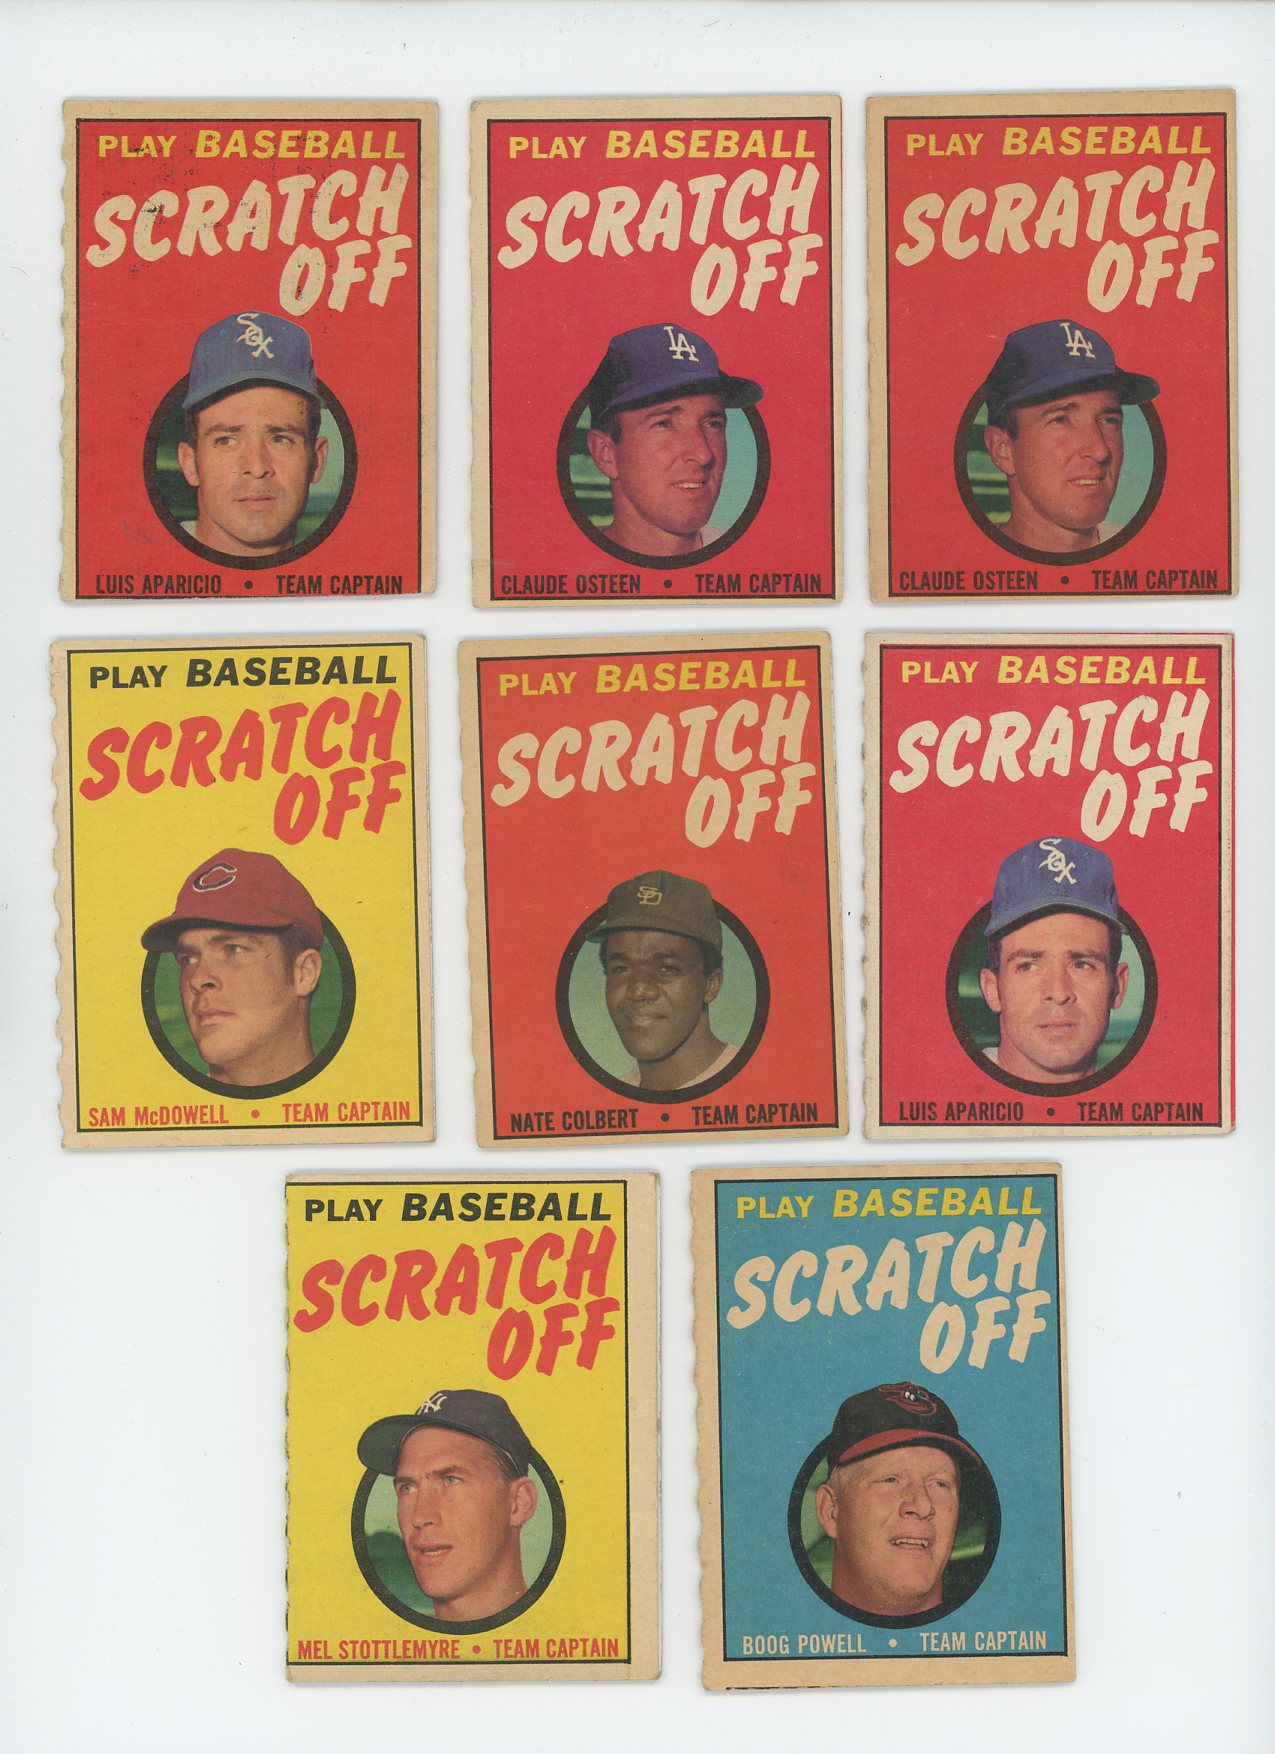 PLAY BASEBALL
SCRATCH
OFF
Sox
LUIS APARICIO • TEAM CAPTAIN
PLAY BASEBALL
SCRATCH
OFF
LA
CLAUDE OSTEEN • TEAM CAPTAIN
PLAY BASEBALL
SCRATCH
OFF
LA
CLAUDE OSTEEN • TEAM CAPTAIN
PLAY BASEBALL
SCRATCH
OFF
C
SAM McDOWELL • TEAM CAPTAIN
PLAY BASEBALL
SCRATCH
OFF
SD
NATE COLBERT • TEAM CAPTAIN
PLAY BASEBALL
SCRATCH
OFF
Sox
LUIS APARICIO • TEAM CAPTAIN
PLAY BASEBALL
SCRATCH
OFF
NY
MEL STOTTLEMYRE • TEAM CAPTAIN
PLAY BASEBALL
SCRATCH
OFF
BOOG POWELL • TEAM CAPTAIN